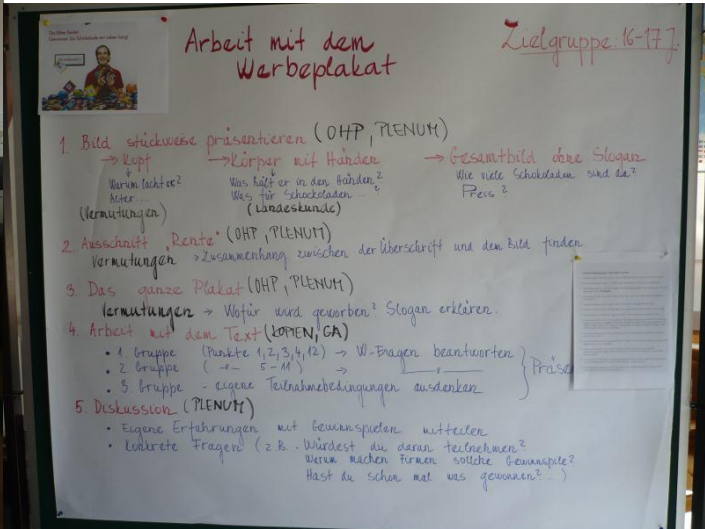 Arbeit mit dem
Werbeplakat
Zielgruppe: 16-17 J.
1. Bild stückweise präsentieren (OHP, PLENUM)
→ Kopf → Körper mit Händen → Gesamtbild ohne Slogan
Warum lacht er? Was hält er in den Händen? Wie viele Schokoladen sind da?
Alter... Was für Schockoladen...? Preis?
(Vermutungen) (Landeskunde)
2. Ausschnitt "Rente" (OHP, PLENUM)
Vermutungen → Zusammenhang zwischen der Überschrift und dem Bild finden
3. Das ganze Plakat (OHP, PLENUM)
Vermutungen → Wofür wird geworben? Slogan erklären.
4. Arbeit mit dem Text (KOPIEN, GA)
• 1. Gruppe (Punkte 1,2,3,4,12) → W-Fragen beantworten
• 2. Gruppe ( -"- 5-11 ) → -"-
• 3. Gruppe - eigene Teilnahmebedingungen ausdenken
} Präse
5. Diskussion (PLENUM)
• Eigene Erfahrungen mit Gewinnspielen mitteilen
• Konkrete Fragen (z.B. - Würdest du daran teilnehmen?
Warum machen Firmen sollche Gewinnspile?
Hast du schon mal was gewonnen? ...)